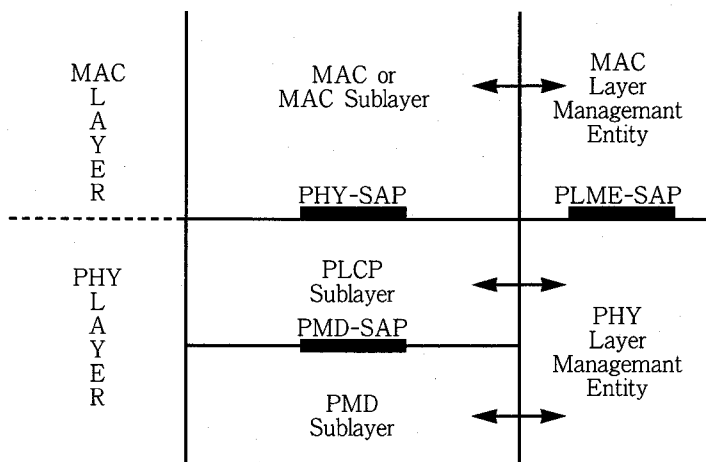 MAC
L
A
Y
E
R
MAC or
MAC Sublayer
MAC
Layer
Managemant
Entity
PHY-SAP
PLME-SAP
PHY
L
A
Y
E
R
PLCP
Sublayer
PMD-SAP
PMD
Sublayer
PHY
Layer
Managemant
Entity